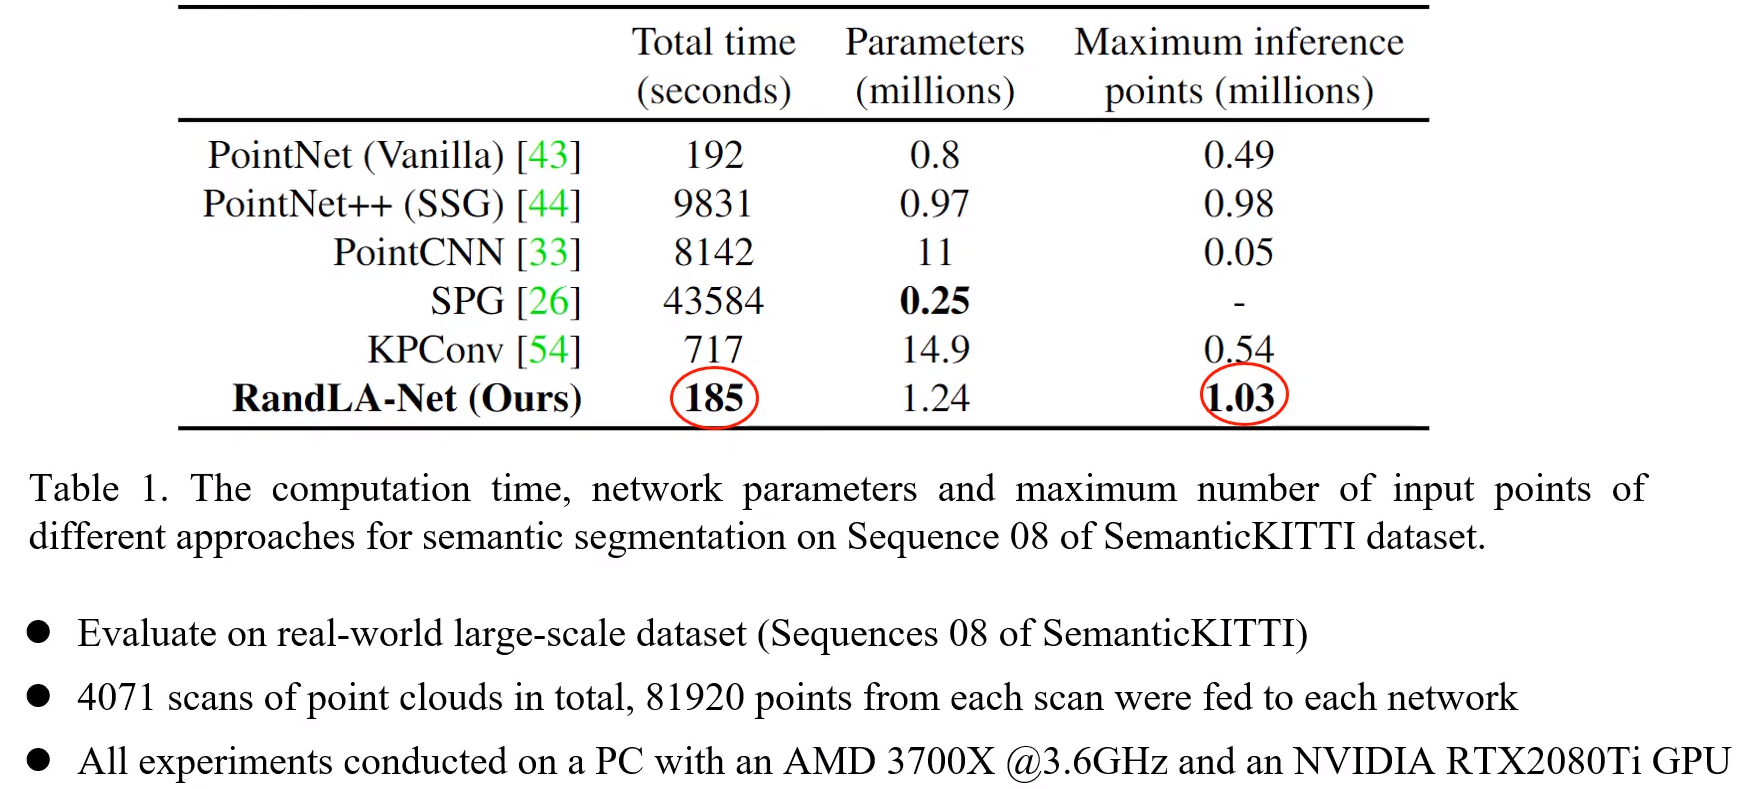 Total time Parameters Maximum inference
(seconds) (millions) points (millions)
PointNet (Vanilla) [43] 192 0.8 0.49
PointNet++ (SSG) [44] 9831 0.97 0.98
PointCNN [33] 8142 11 0.05
SPG [26] 43584 0.25 -
KPConv [54] 717 14.9 0.54
RandLA-Net (Ours) 185 1.24 1.03
Table 1. The computation time, network parameters and maximum number of input points of
different approaches for semantic segmentation on Sequence 08 of SemanticKITTI dataset.
● Evaluate on real-world large-scale dataset (Sequences 08 of SemanticKITTI)
● 4071 scans of point clouds in total, 81920 points from each scan were fed to each network
● All experiments conducted on a PC with an AMD 3700X @3.6GHz and an NVIDIA RTX2080Ti GPU